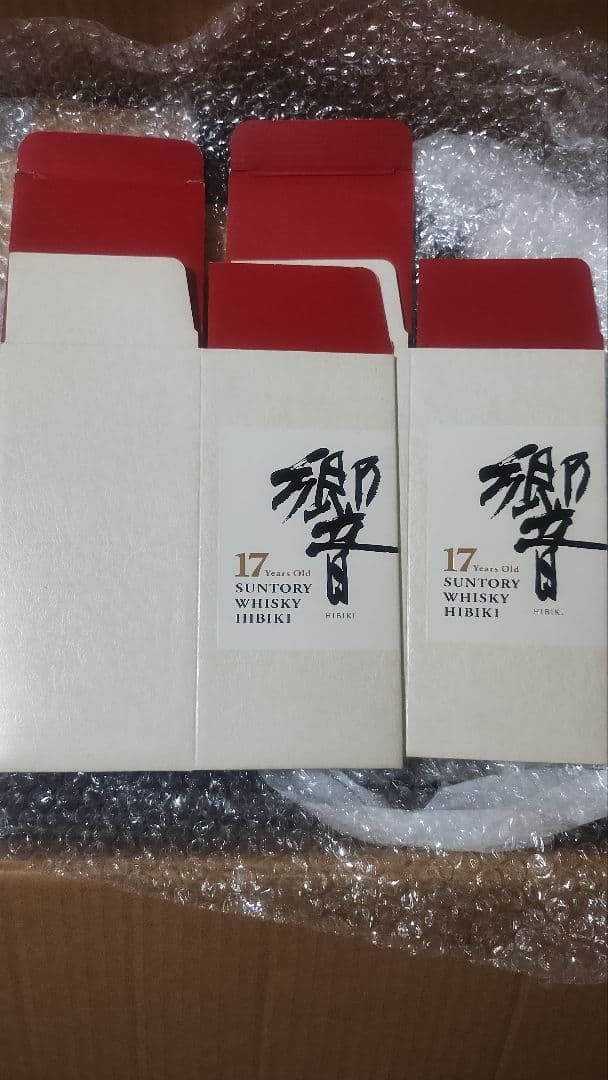 響
17 Years Old
SUNTORY
WHISKY
HIBIKI
HIBIKI
響
17 Years Old
SUNTORY
WHISKY
HIBIKI
HIBIKI